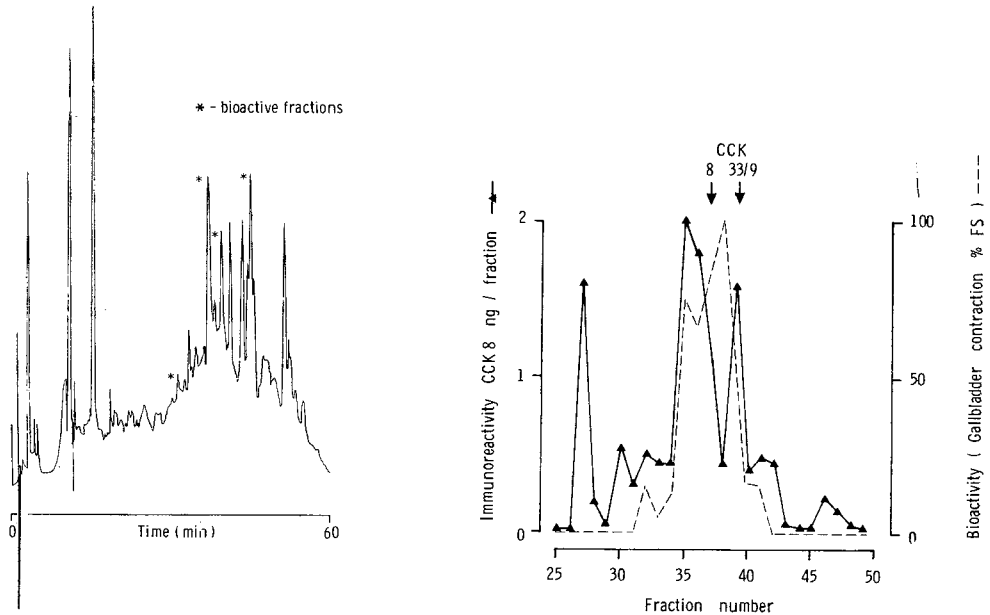 * - bioactive fractions
0
60
Time (min)
CCK
8 33/9
Immunoreactivity CCK 8 ng / fraction
2
1
0
100
50
0
Bioactivity ( Gallbladder contraction % FS )
25 30 35 40 45 50
Fraction number